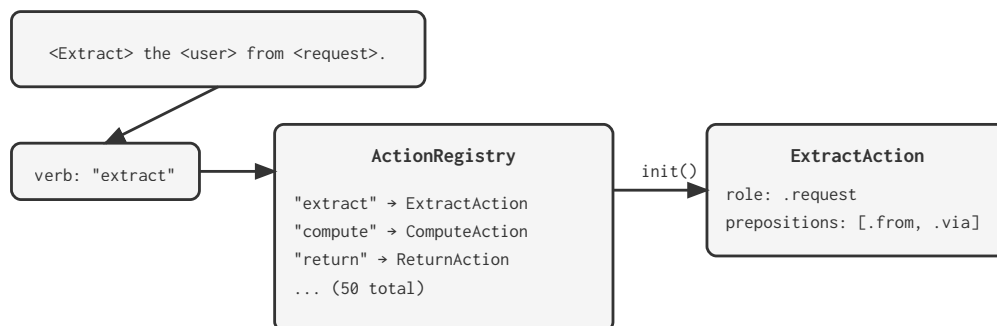 <Extract> the <user> from <request>.
verb: "extract"
ActionRegistry
"extract" → ExtractAction
"compute" → ComputeAction
"return" → ReturnAction
... (50 total)
init()
ExtractAction
role: .request
prepositions: [.from, .via]